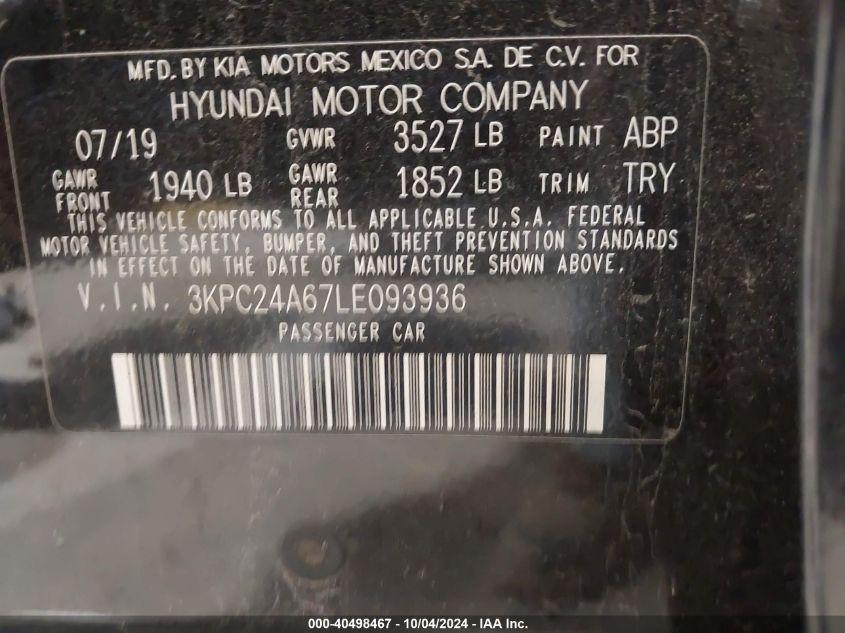 MFD. BY KIA MOTORS MEXICO S.A. DE C.V. FOR
HYUNDAI MOTOR COMPANY
07/19 GVWR 3527 LB PAINT ABP
GAWR FRONT 1940 LB GAWR REAR 1852 LB TRIM TRY
THIS VEHICLE CONFORMS TO ALL APPLICABLE U.S.A. FEDERAL
MOTOR VEHICLE SAFETY, BUMPER, AND THEFT PREVENTION STANDARDS
IN EFFECT ON THE DATE OF MANUFACTURE SHOWN ABOVE.
V.I.N. 3KPC24A67LE093936
PASSENGER CAR
000-40498467 - 10/04/2024 - IAA Inc.